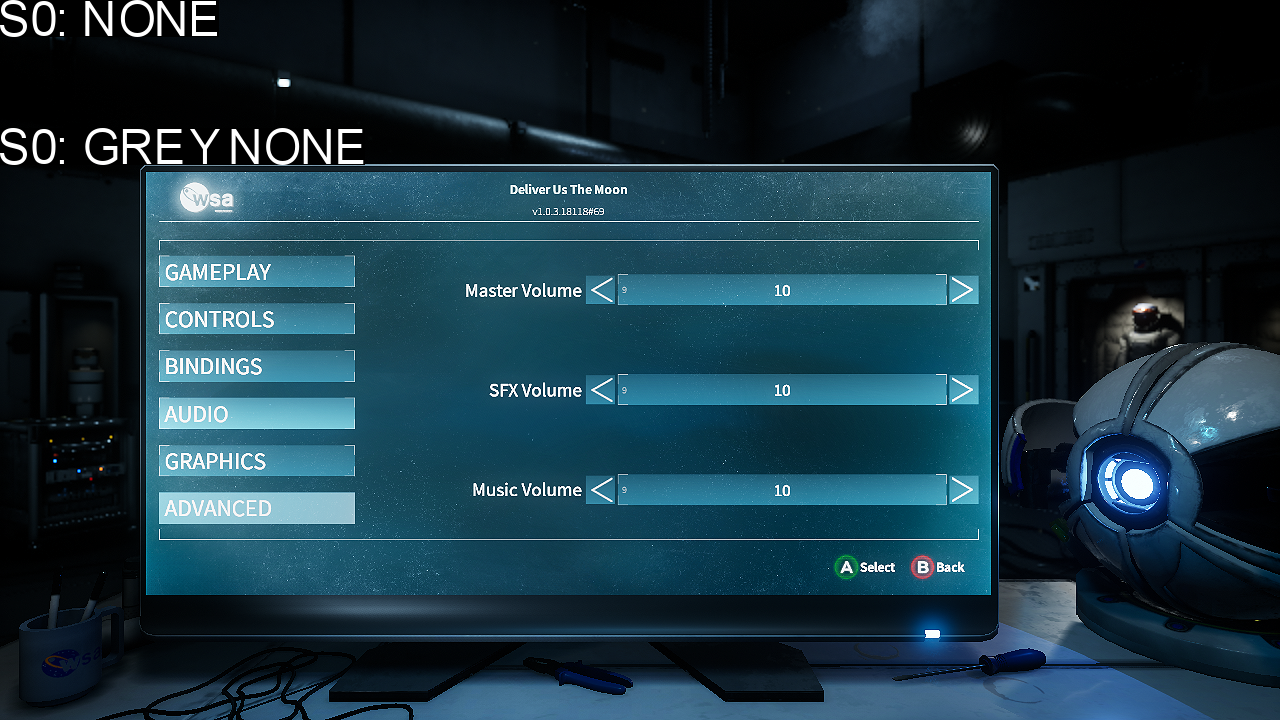 S0: NONE
S0: GREY NONE
wsa
Deliver Us The Moon
v1.0.3.18118#69
GAMEPLAY
CONTROLS
BINDINGS
AUDIO
GRAPHICS
ADVANCED
Master Volume
9
10
SFX Volume
9
10
Music Volume
9
10
A Select
B Back
wsa